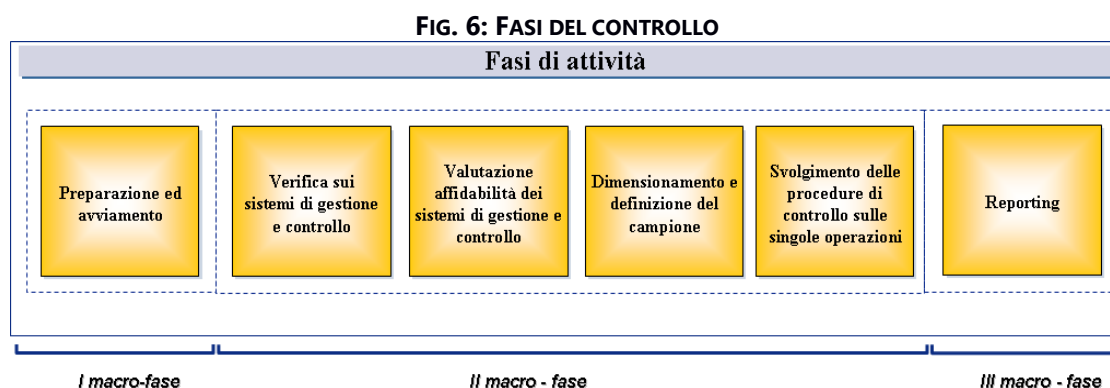 FIG. 6: FASI DEL CONTROLLO
Fasi di attività
Preparazione ed
avviamento
Verifica sui
sistemi di gestione
e controllo
Valutazione
affidabilità dei
sistemi di gestione e
controllo
Dimensionamento e
definizione del
campione
Svolgimento delle
procedure di
controllo sulle
singole operazioni
Reporting
I macro-fase
II macro - fase
III macro - fase